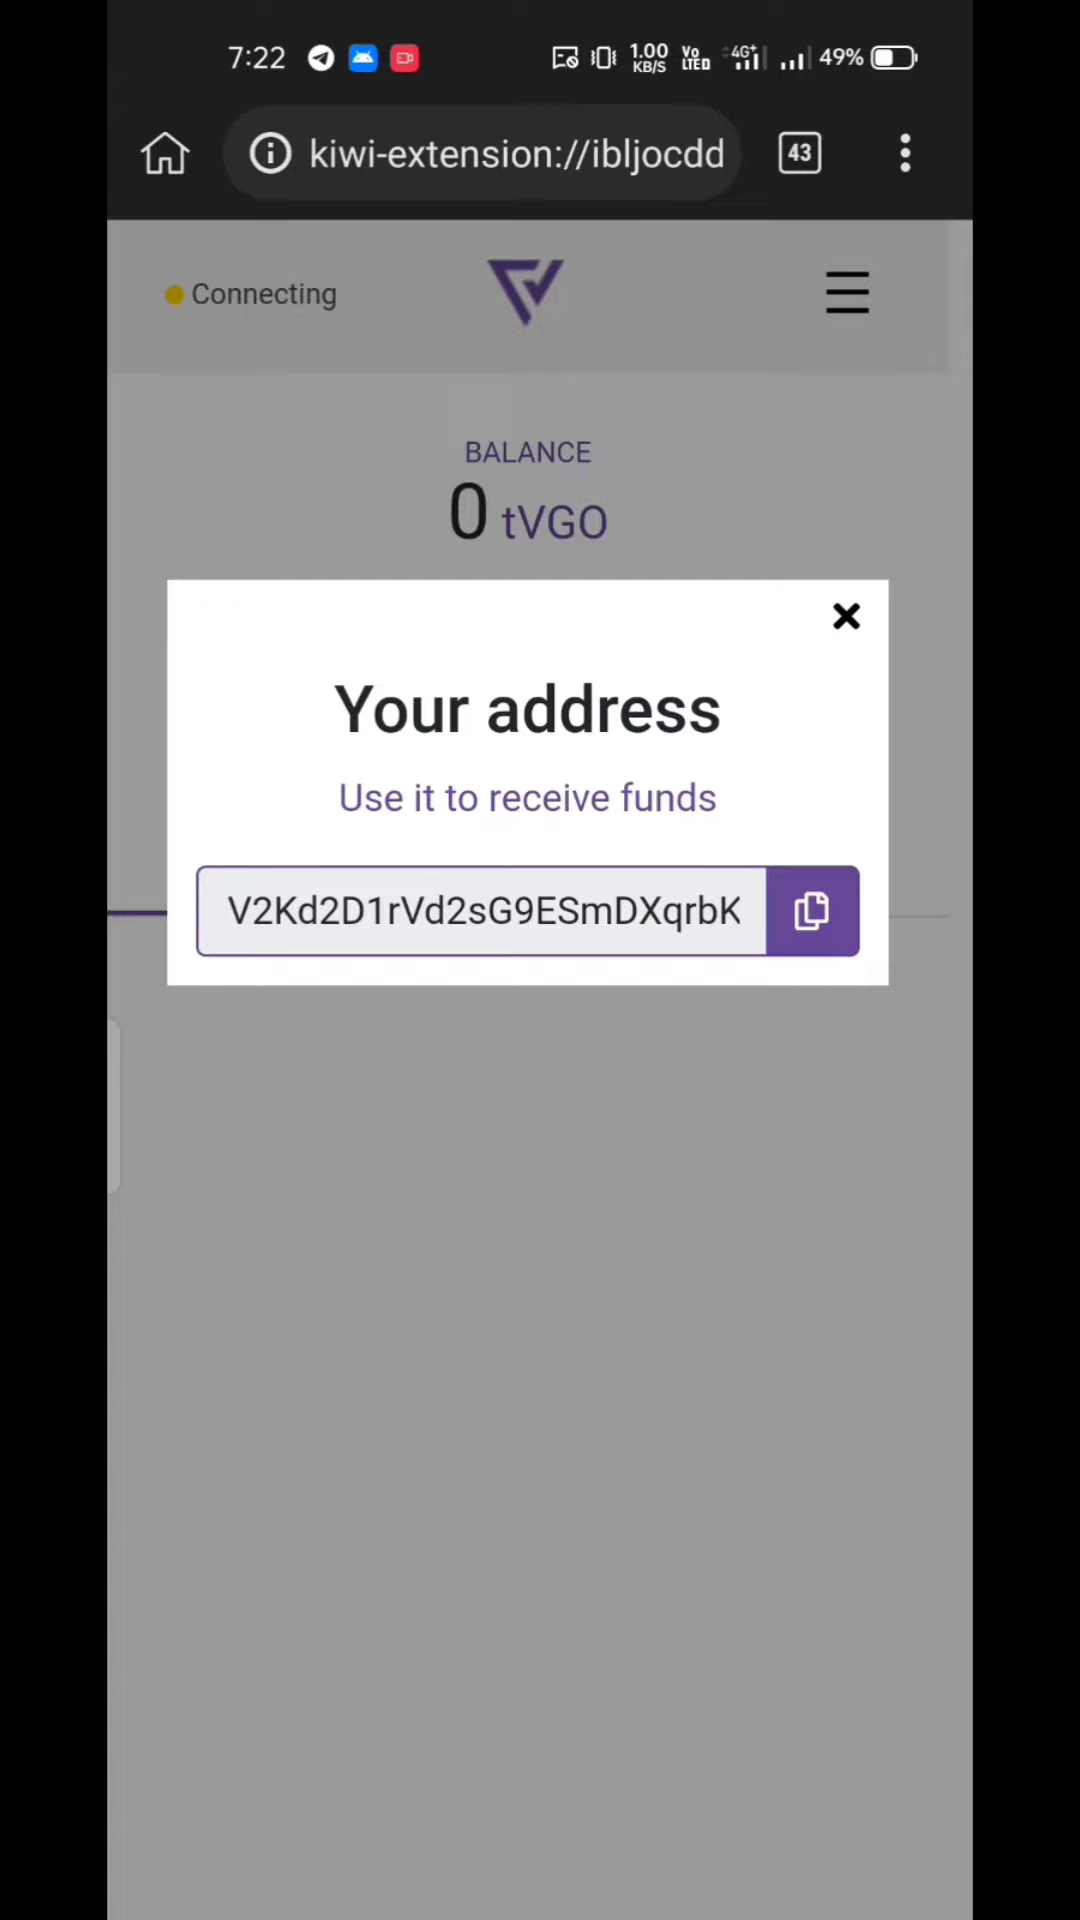 7:22
1.00
KB/S
Vo
LTED
4G+
49%
kiwi-extension://ibljocdd
43
Connecting
BALANCE
0 tVGO
Your address
Use it to receive funds
V2Kd2D1rVd2sG9ESmDXqrbK